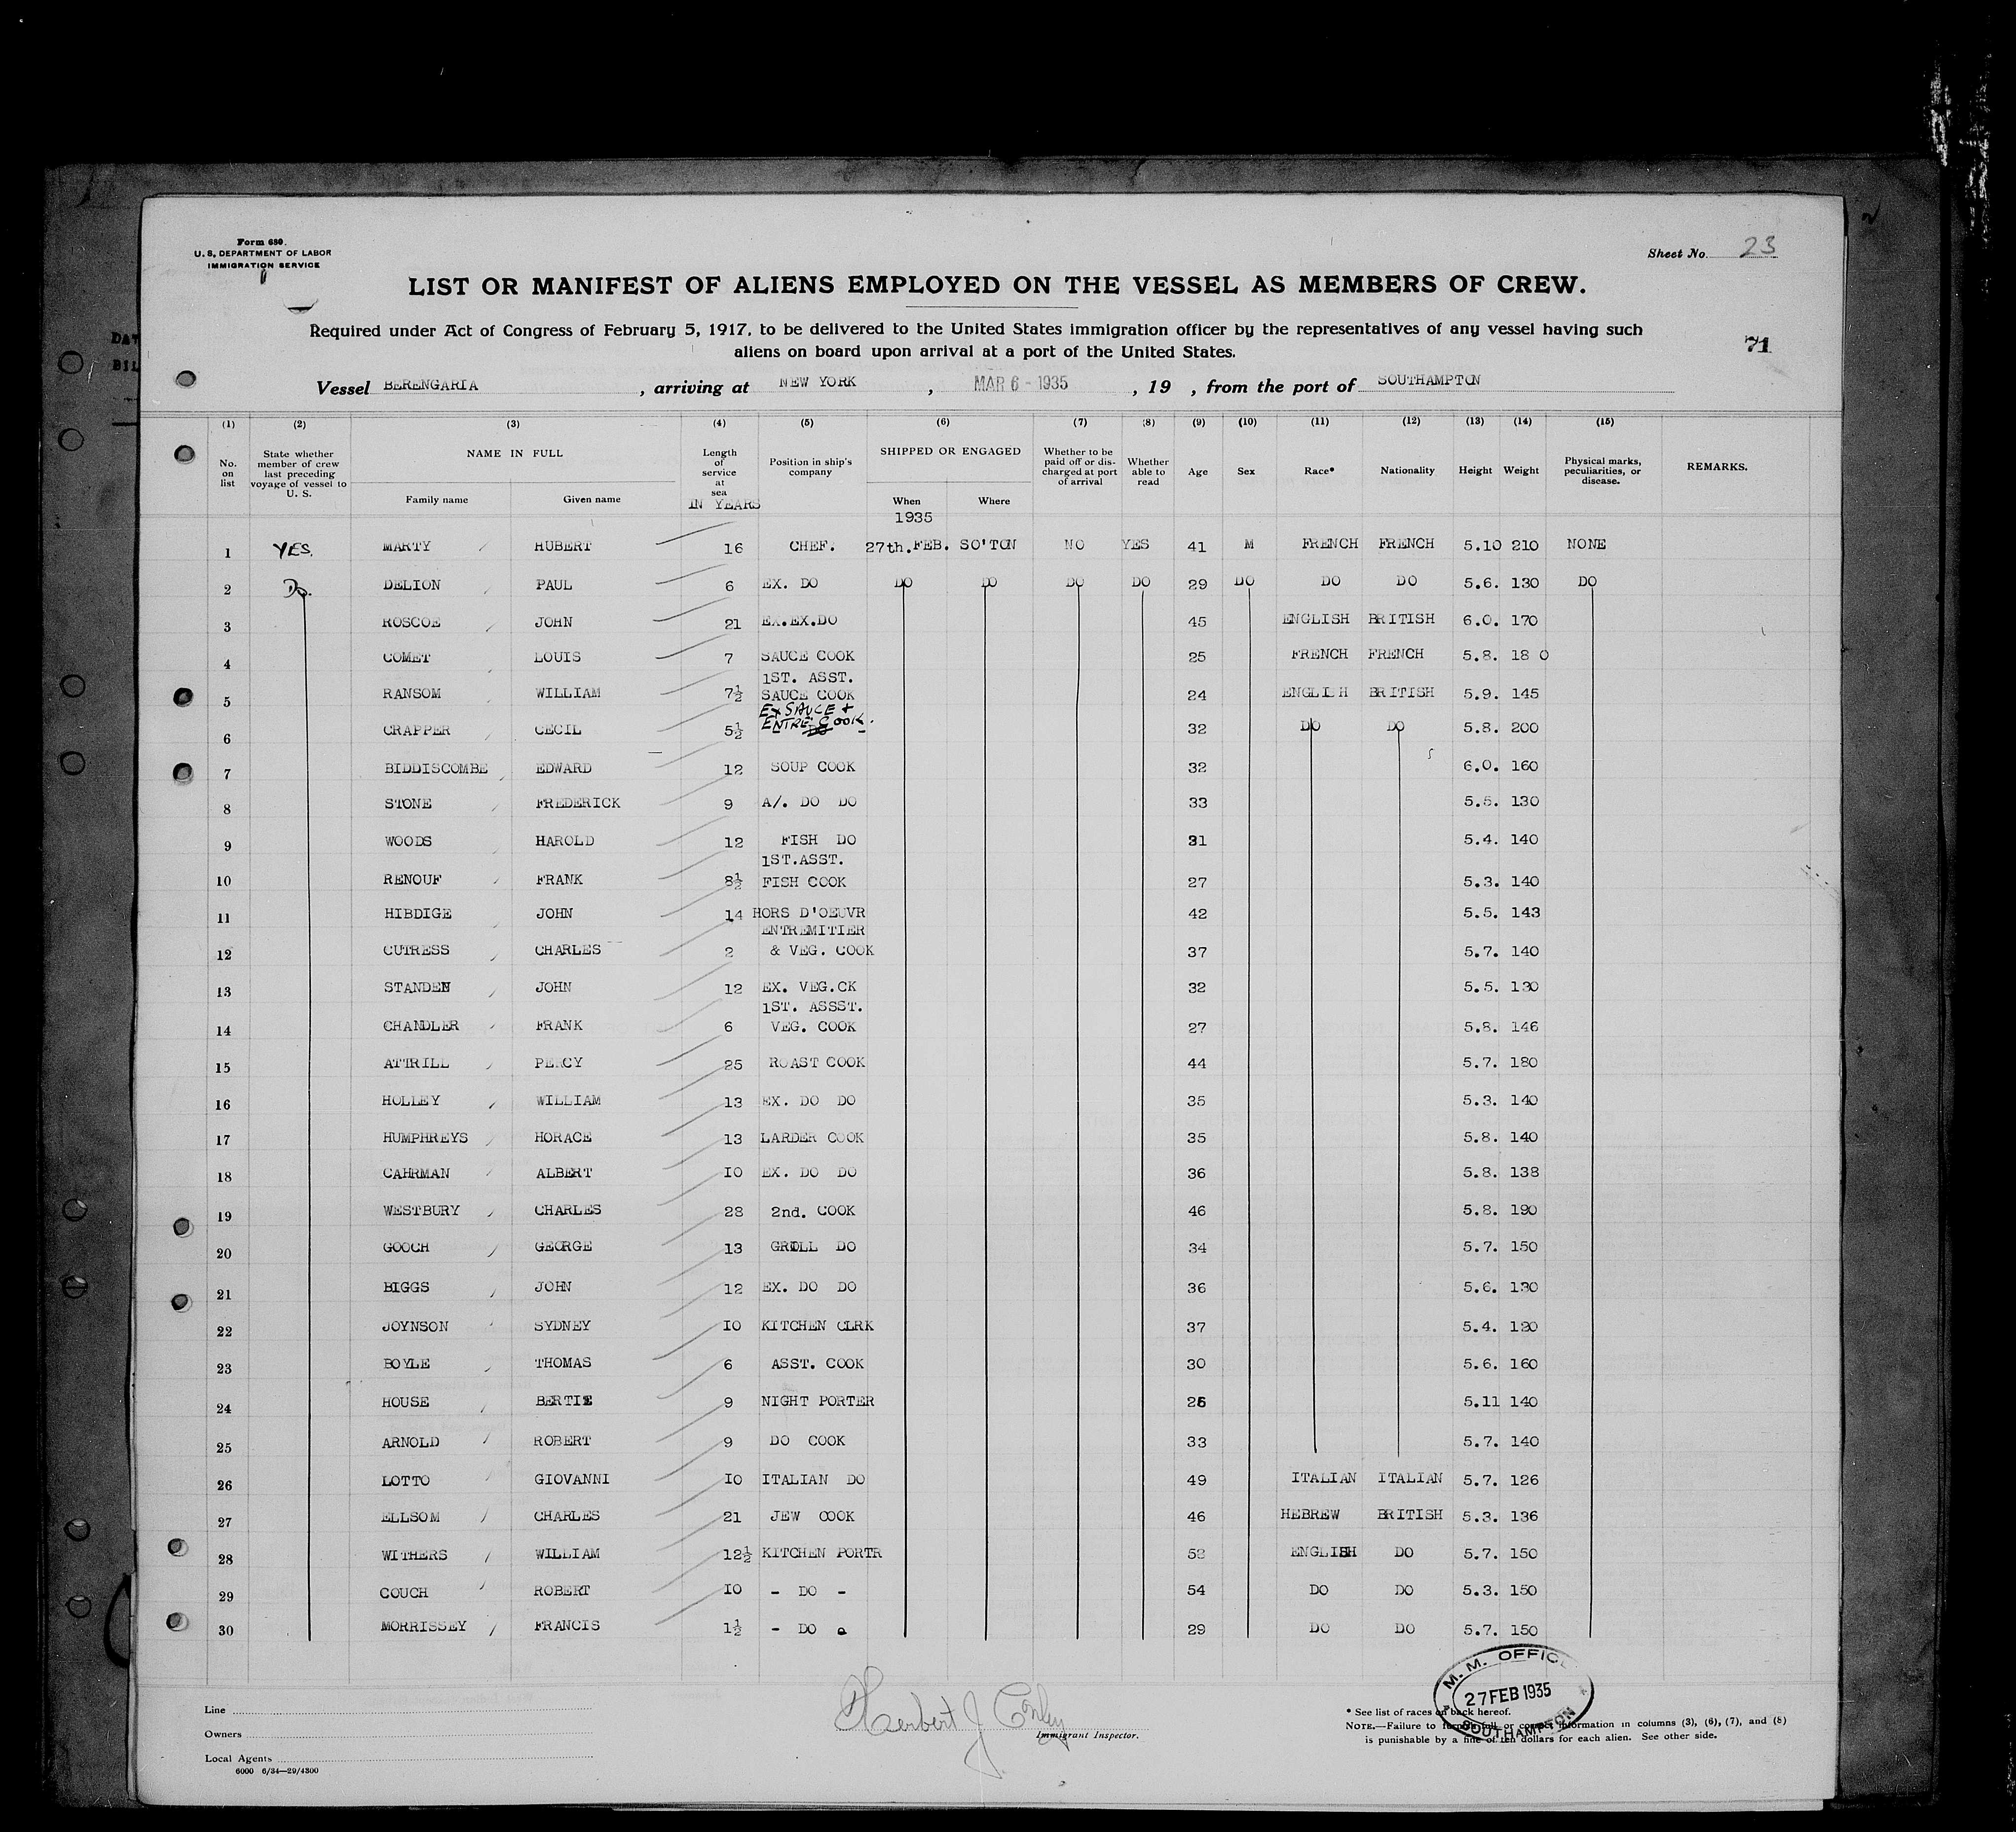 Form 680.
U. S. DEPARTMENT OF LABOR
IMMIGRATION SERVICE
Sheet No. 23
LIST OR MANIFEST OF ALIENS EMPLOYED ON THE VESSEL AS MEMBERS OF CREW.
Required under Act of Congress of February 5, 1917, to be delivered to the United States immigration officer by the representatives of any vessel having such
aliens on board upon arrival at a port of the United States.
71
Vessel BERENGARIA , arriving at NEW YORK , MAR 6 - 1935 , 19 , from the port of SOUTHAMPTON
(1) (2) (3) (4) (5) (6) (7) (8) (9) (10) (11) (12) (13) (14) (15)
No. on list State whether member of crew last preceding voyage of vessel to U. S. NAME IN FULL Family name Given name Length of service at sea IN YEARS Position in ship's company SHIPPED OR ENGAGED When 1935 Where Whether to be paid off or discharged at port of arrival Whether able to read Age Sex Race* Nationality Height Weight Physical marks, peculiarities, or disease. REMARKS.
1 YES. MARTY HUBERT 16 CHEF. 27th.FEB. SO'TON NO YES 41 M FRENCH FRENCH 5.10 210 NONE
2 Do. DELION PAUL 6 EX. DO DO DO DO DO 29 DO DO DO 5.6. 130 DO
3 ROSCOE JOHN 21 EX.EX.DO 45 ENGLISH BRITISH 6.0. 170
4 COMET LOUIS 7 SAUCE COOK 25 FRENCH FRENCH 5.8. 18 0
5 RANSOM WILLIAM 7½ 1ST. ASST. SAUCE COOK 24 ENGLISH BRITISH 5.9. 145
6 CRAPPER CECIL 5½ EX SAUCE + ENTRE COOK. DO 32 DO DO 5.8. 200
7 BIDDISCOMBE EDWARD 12 SOUP COOK 32 6.0. 160
8 STONE FREDERICK 9 A/. DO DO 33 5.5. 130
9 WOODS HAROLD 12 FISH DO 31 5.4. 140
10 RENOUF FRANK 8½ 1ST.ASST. FISH COOK 27 5.3. 140
11 HIBDIGE JOHN 14 HORS D'OEUVR 42 5.5. 143
12 CUTRESS CHARLES 2 ENTREMITIER & VEG. COOK 37 5.7. 140
13 STANDEN JOHN 12 EX. VEG.CK 32 5.5. 130
14 CHANDLER FRANK 6 1ST. ASSST. VEG. COOK 27 5.8. 146
15 ATTRILL PERCY 25 ROAST COOK 44 5.7. 180
16 HOLLEY WILLIAM 13 EX. DO DO 35 5.3. 140
17 HUMPHREYS HORACE 13 LARDER COOK 35 5.8. 140
18 CAHRMAN ALBERT 10 EX. DO DO 36 5.8. 138
19 WESTBURY CHARLES 28 2nd. COOK 46 5.8. 190
20 GOOCH GEORGE 13 GRILL DO 34 5.7. 150
21 BIGGS JOHN 12 EX. DO DO 36 5.6. 130
22 JOYNSON SYDNEY 10 KITCHEN CLRK 37 5.4. 120
23 BOYLE THOMAS 6 ASST. COOK 30 5.6. 160
24 HOUSE BERTIE 9 NIGHT PORTER 5.11 140
25 ARNOLD ROBERT 9 DO COOK 33 5.7. 140
26 LOTTO GIOVANNI 10 ITALIAN DO 49 ITALIAN ITALIAN 5.7. 126
27 ELLSOM CHARLES 21 JEW COOK 46 HEBREW BRITISH 5.3. 136
28 WITHERS WILLIAM 12½ KITCHEN PORTR ENGLISH DO 5.7. 150
29 COUCH ROBERT 10 - DO - 54 DO DO 5.3. 150
30 MORRISSEY FRANCIS 1½ - DO 29 DO DO 5.7. 150
Herbert J Conley
Immigrant Inspector.
M. M. OFFICE
27 FEB 1935
SOUTHAMPTON
Line
Owners
Local Agents
6000 6/34—29/4300
* See list of races on back hereof.
NOTE.—Failure to furnish full or correct information in columns (3), (6), (7), and (8)
is punishable by a fine of ten dollars for each alien. See other side.